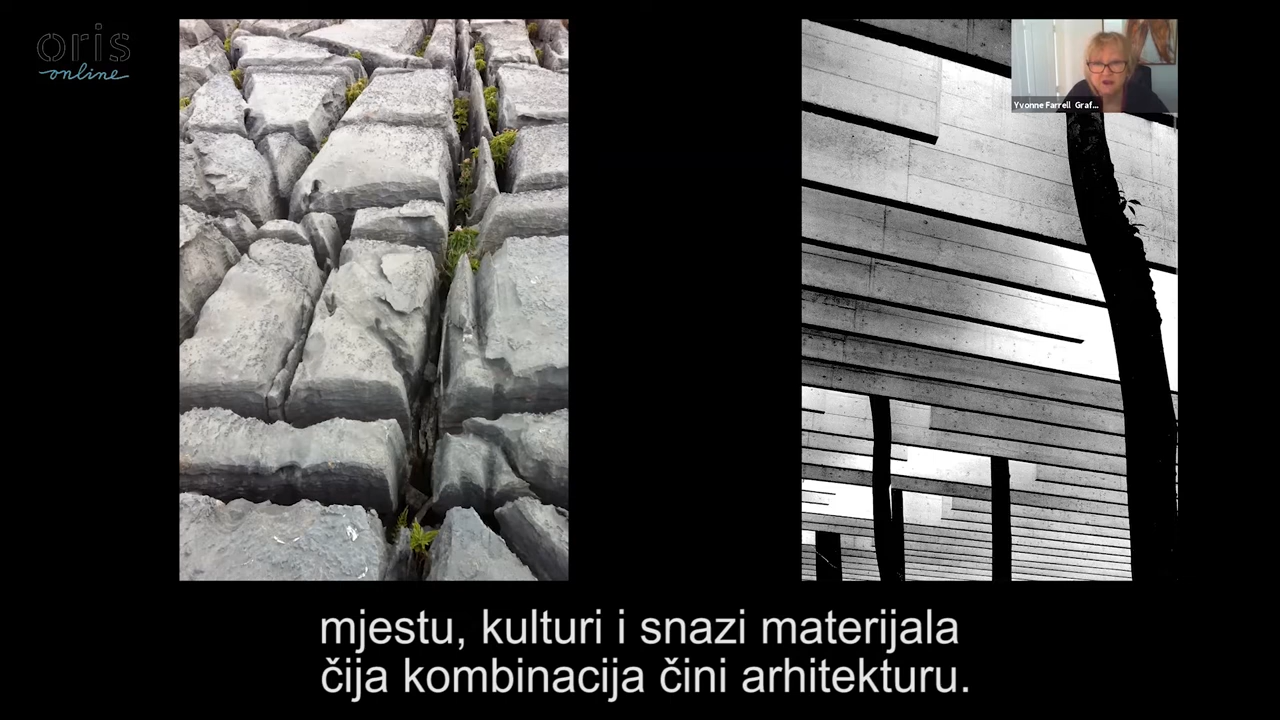 oris
online
Yvonne Farrell Graf...
mjestu, kulturi i snazi materijala
čija kombinacija čini arhitekturu.